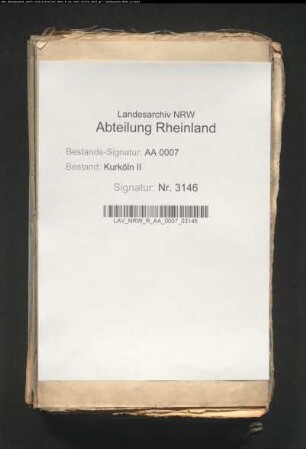 Landesarchiv NRW
Abteilung Rheinland
Bestands-Signatur: AA 0007
Bestand: Kurköln II
Signatur: Nr. 3146
LAV_NRW_R_AA_0007_03146